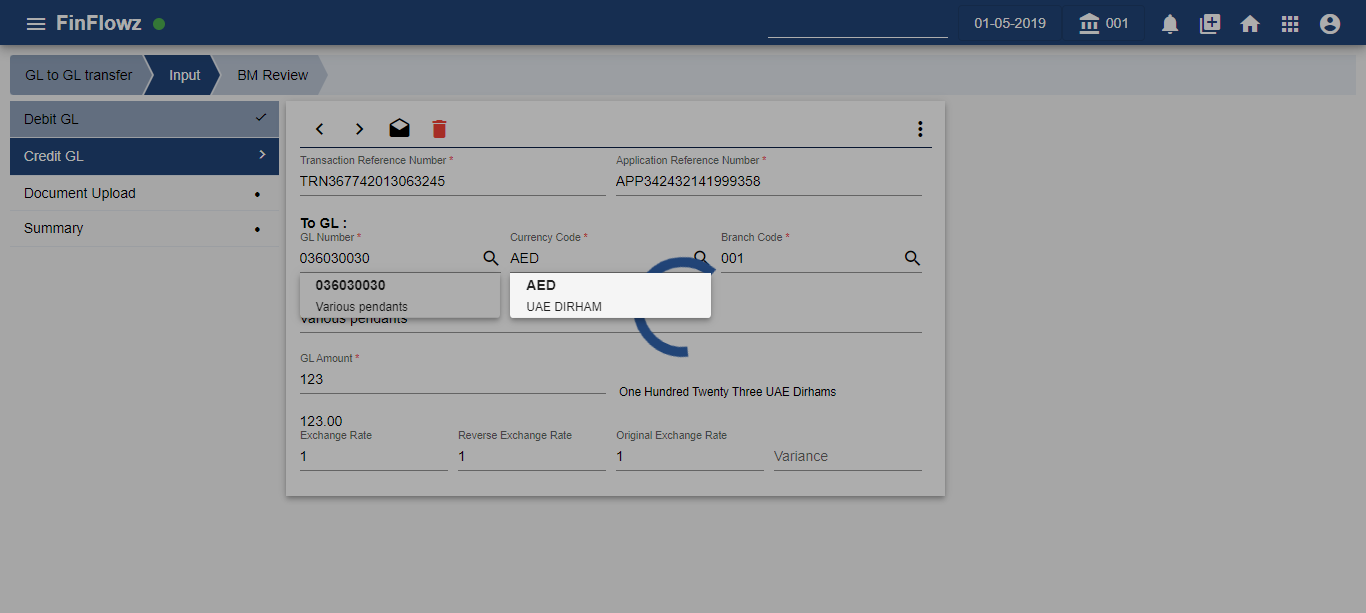 FinFlowz
01-05-2019
001
GL to GL transfer
Input
BM Review
Debit GL
Credit GL
Document Upload
Summary
Transaction Reference Number *
Application Reference Number *
TRN367742013063245
APP342432141999358
To GL :
GL Number *
Currency Code *
Branch Code *
036030030
AED
001
036030030
Various pendants
AED
UAE DIRHAM
Various pendants
GL Amount *
123
One Hundred Twenty Three UAE Dirhams
123.00
Exchange Rate
Reverse Exchange Rate
Original Exchange Rate
1
1
1
Variance